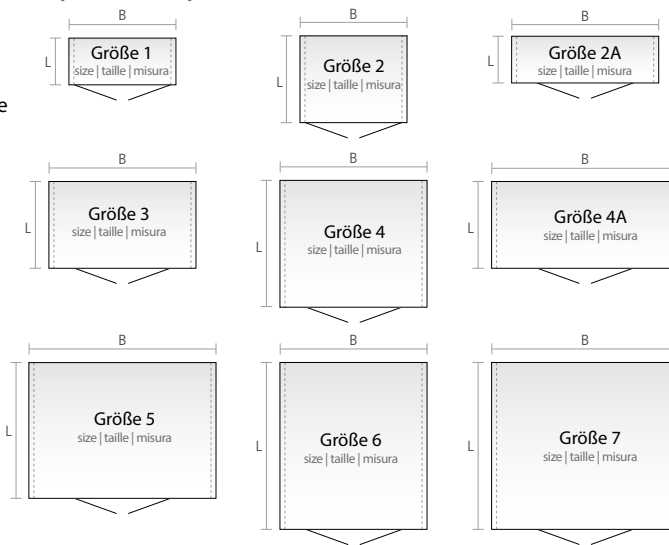 B
B
B
L
Größe 1
size | taille | misura
L
Größe 2
size | taille | misura
L
Größe 2A
size | taille | misura
e
B
B
B
L
Größe 3
size | taille | misura
L
Größe 4
size | taille | misura
L
Größe 4A
size | taille | misura
B
B
B
L
Größe 5
size | taille | misura
L
Größe 6
size | taille | misura
L
Größe 7
size | taille | misura